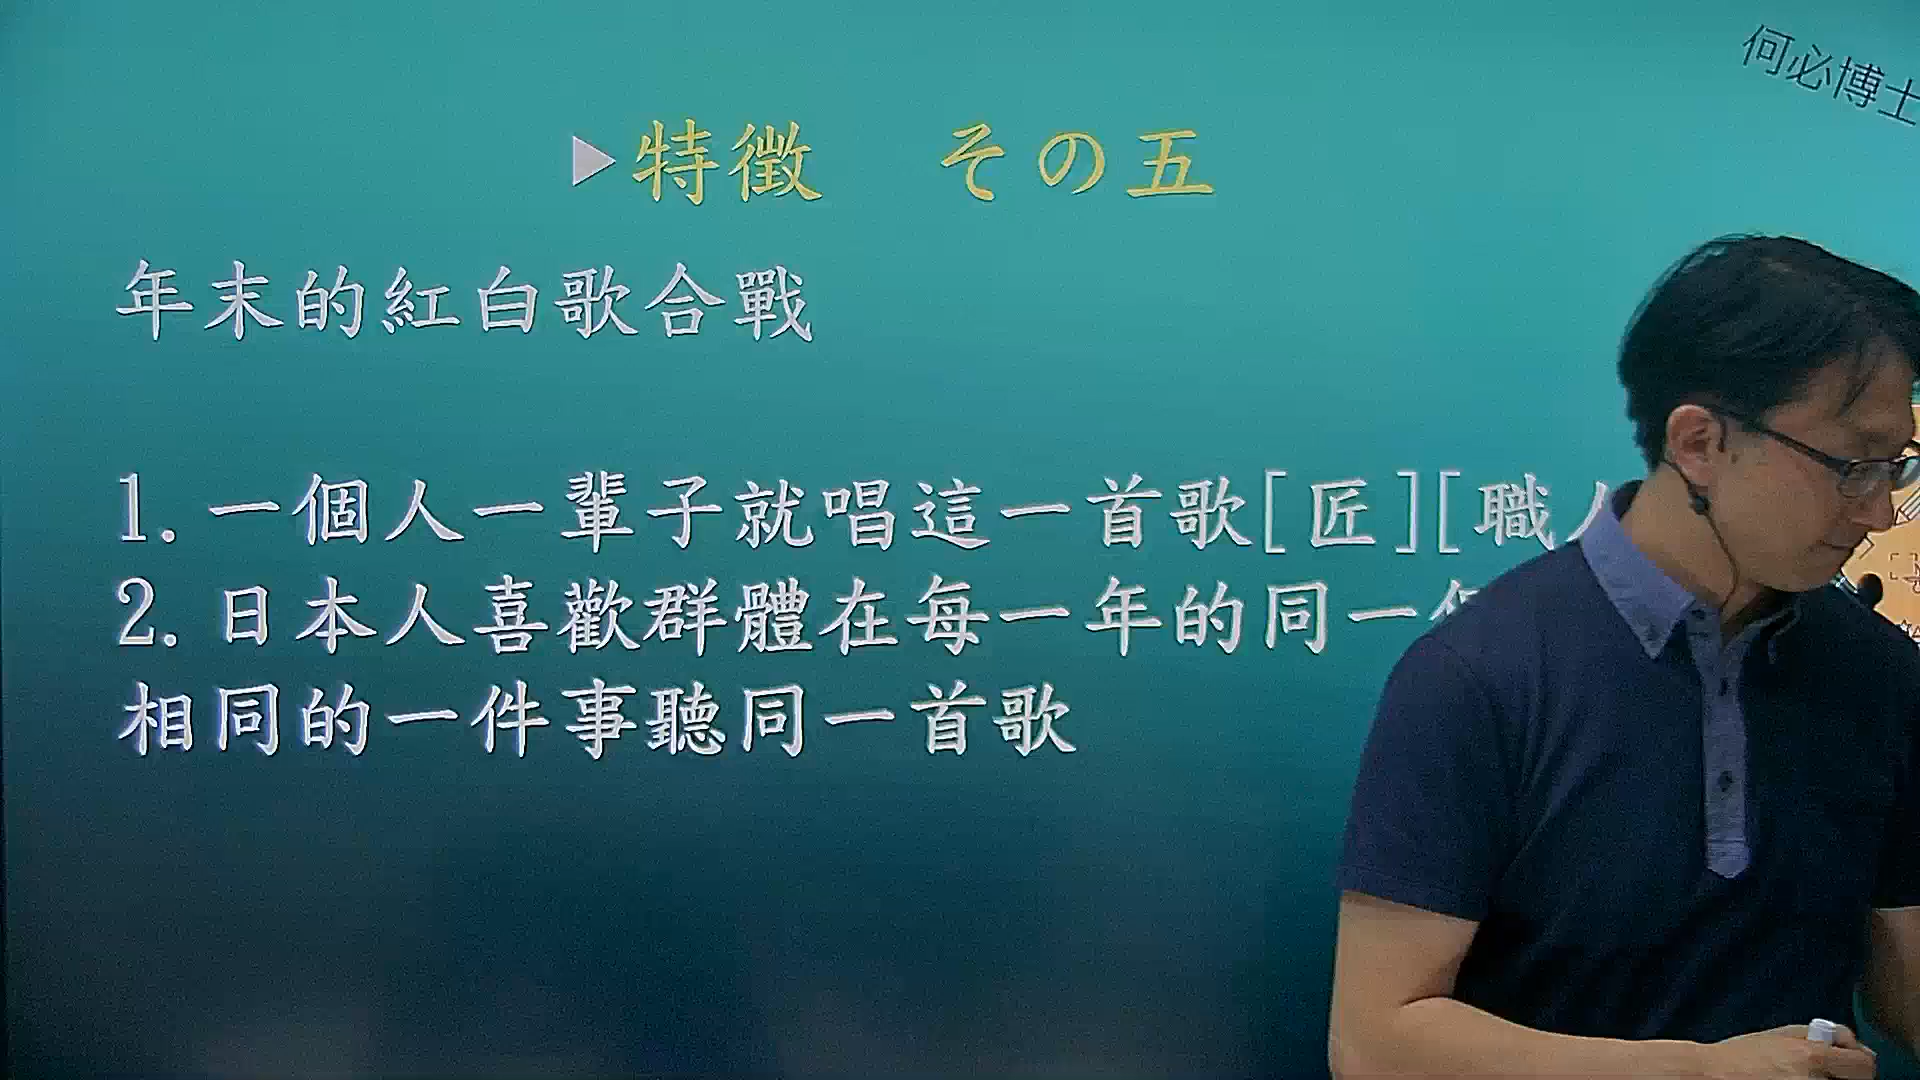 何必博士
▶特徵　その五
年末的紅白歌合戰
1. 一個人一輩子就唱這一首歌[匠][職人
2. 日本人喜歡群體在每一年的同一個
相同的一件事聽同一首歌